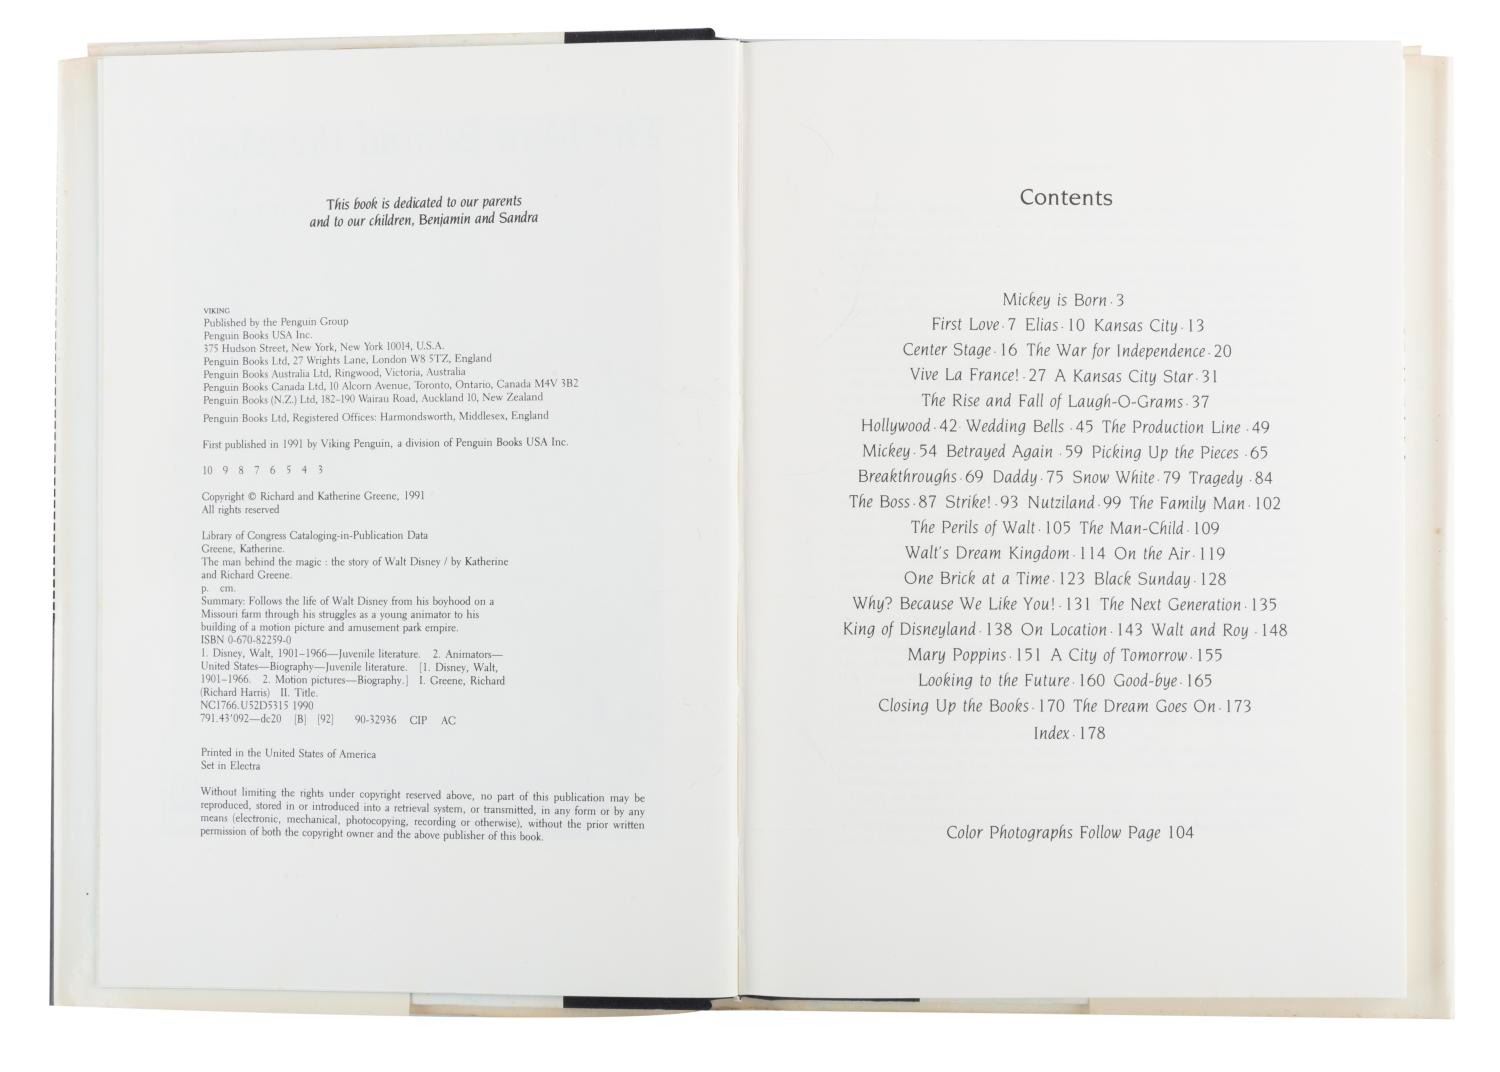 This book is dedicated to our parents
and to our children, Benjamin and Sandra
VIKING
Published by the Penguin Group
Penguin Books USA Inc.
375 Hudson Street, New York, New York 10014, U.S.A.
Penguin Books Ltd, 27 Wrights Lane, London W8 5TZ, England
Penguin Books Australia Ltd, Ringwood, Victoria, Australia
Penguin Books Canada Ltd, 10 Alcorn Avenue, Toronto, Ontario, Canada M4V 3B2
Penguin Books (N.Z.) Ltd, 182–190 Wairau Road, Auckland 10, New Zealand
Penguin Books Ltd, Registered Offices: Harmondsworth, Middlesex, England
First published in 1991 by Viking Penguin, a division of Penguin Books USA Inc.
10 9 8 7 6 5 4 3
Copyright © Richard and Katherine Greene, 1991
All rights reserved
Library of Congress Cataloging-in-Publication Data
Greene, Katherine.
The man behind the magic : the story of Walt Disney / by Katherine
and Richard Greene.
p. cm.
Summary: Follows the life of Walt Disney from his boyhood on a
Missouri farm through his struggles as a young animator to his
building of a motion picture and amusement park empire.
ISBN 0-670-82259-0
1. Disney, Walt, 1901–1966—Juvenile literature. 2. Animators—
United States—Biography—Juvenile literature. [1. Disney, Walt,
1901–1966. 2. Motion pictures—Biography.] I. Greene, Richard
(Richard Harris) II. Title.
NC1766.U52D5315 1990
791.43'092—dc20 [B] [92] 90-32936 CIP AC
Printed in the United States of America
Set in Electra
Without limiting the rights under copyright reserved above, no part of this publication may be
reproduced, stored in or introduced into a retrieval system, or transmitted, in any form or by any
means (electronic, mechanical, photocopying, recording or otherwise), without the prior written
permission of both the copyright owner and the above publisher of this book.
Contents
Mickey is Born · 3
First Love · 7 Elias · 10 Kansas City · 13
Center Stage · 16 The War for Independence · 20
Vive La France! · 27 A Kansas City Star · 31
The Rise and Fall of Laugh-O-Grams · 37
Hollywood · 42 · Wedding Bells · 45 The Production Line · 49
Mickey · 54 Betrayed Again · 59 Picking Up the Pieces · 65
Breakthroughs · 69 Daddy · 75 Snow White · 79 Tragedy · 84
The Boss · 87 Strike! · 93 Nutziland · 99 The Family Man · 102
The Perils of Walt · 105 The Man-Child · 109
Walt's Dream Kingdom · 114 On the Air · 119
One Brick at a Time · 123 Black Sunday · 128
Why? Because We Like You! · 131 The Next Generation · 135
King of Disneyland · 138 On Location · 143 Walt and Roy · 148
Mary Poppins · 151 A City of Tomorrow · 155
Looking to the Future · 160 Good-bye · 165
Closing Up the Books · 170 The Dream Goes On · 173
Index · 178
Color Photographs Follow Page 104